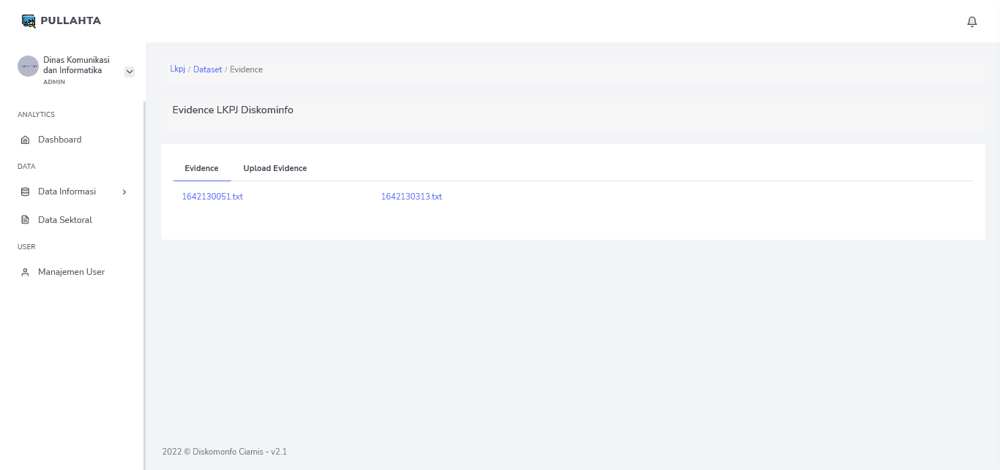 PULLAHTA
Dinas Komunikasi
dan Informatika
ADMIN
ANALYTICS
Dashboard
DATA
Data Informasi
Data Sektoral
USER
Manajemen User
Lkpj / Dataset / Evidence
Evidence LKPJ Diskominfo
Evidence Upload Evidence
1642130051.txt 1642130313.txt
2022 © Diskomonfo Ciamis - v2.1